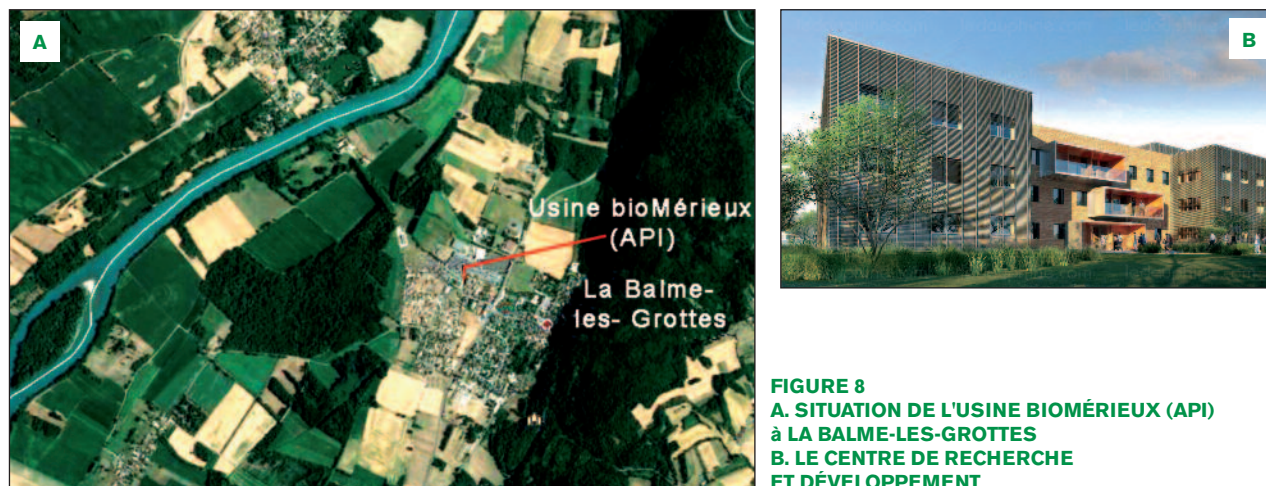 A
Usine bioMérieux
(API)
La Balme-
les- Grottes
B
FIGURE 8
A. SITUATION DE L'USINE BIOMÉRIEUX (API)
à LA BALME-LES-GROTTES
B. LE CENTRE DE RECHERCHE
ET DÉVELOPPEMENT